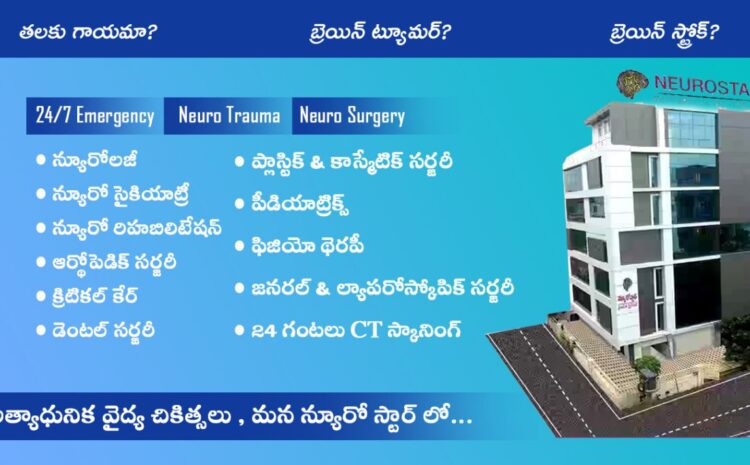 తలకు గాయమా?
బ్రెయిన్ ట్యూమర్?
బ్రెయిన్ స్ట్రోక్?
NEUROSTA
24/7 Emergency
Neuro Trauma
Neuro Surgery
• న్యూరోలజీ
• న్యూరో సైకియాట్రీ
• న్యూరో రిహబిలిటేషన్
• ఆర్థోపెడిక్ సర్జరీ
• క్రిటికల్ కేర్
• డెంటల్ సర్జరీ
• ప్లాస్టిక్ & కాస్మేటిక్ సర్జరీ
• పీడియాట్రిక్స్
• ఫిజియో థెరపీ
• జనరల్ & ల్యాపరోస్కోపిక్ సర్జరీ
• 24 గంటలు CT స్కానింగ్
త్యాధునిక వైద్య చికిత్సలు , మన న్యూరో స్టార్ లో...